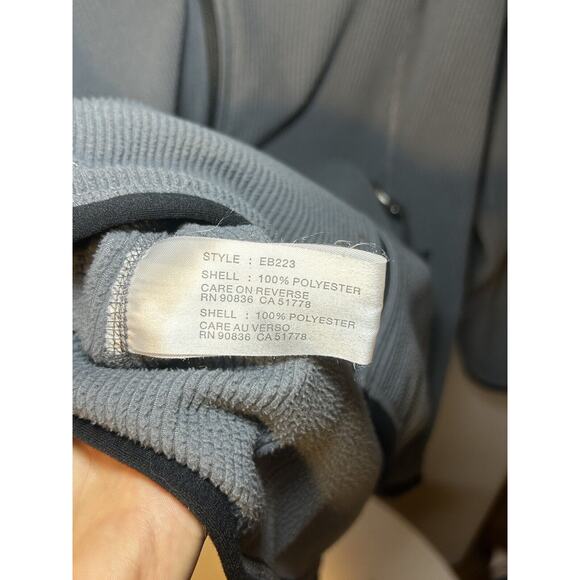 STYLE : EB223
SHELL : 100% POLYESTER
CARE ON REVERSE
RN 90836 CA 51778
SHELL : 100% POLYESTER
CARE AU VERSO
RN 90836 CA 51778